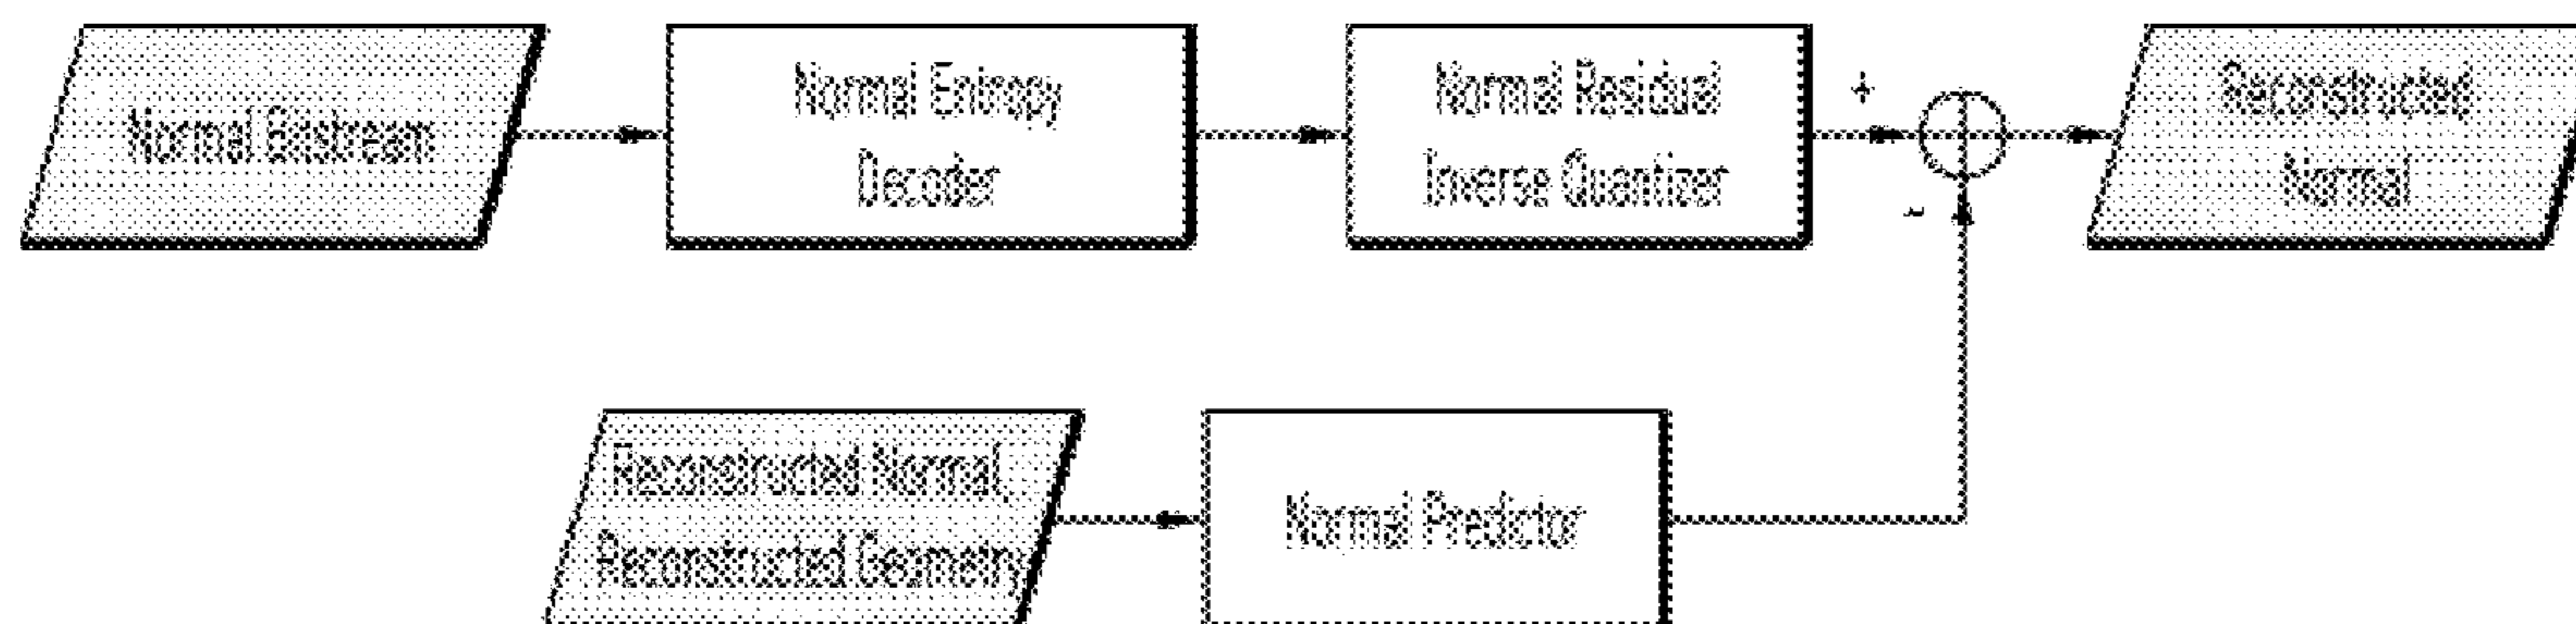 Normal Bitstream
Normal Entropy
Decoder
Normal Residual
Inverse Quantizer
+
-
Reconstructed
Normal
Reconstructed Normal,
Reconstructed Geometry
Normal Predictor